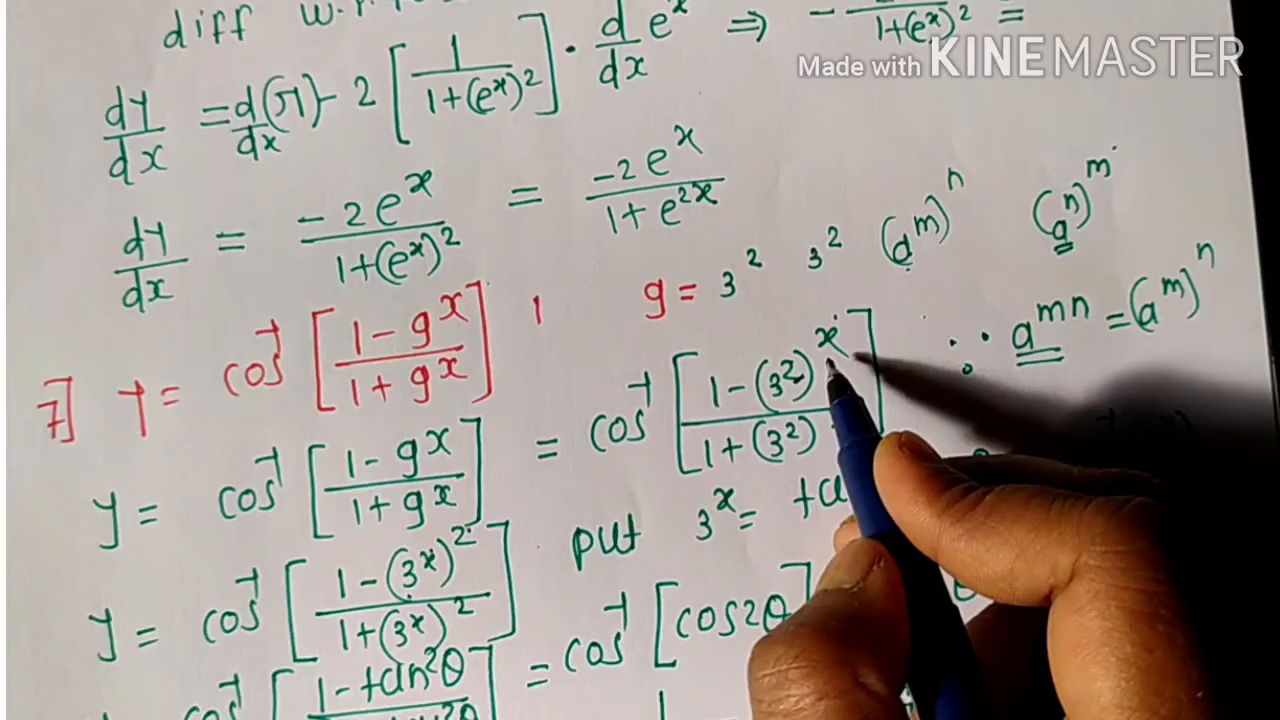 diff w.r.
Made with KINEMASTER
dy/dx = d/dx(π) - 2 [1/(1+(e^x)^2)] · d/dx e^x ⇒ - /1+(e^x)^2 =
dy/dx = -2e^x/1+(e^x)^2 = -2e^x/1+e^2x
7] y = cos^-1 [1-9^x/1+9^x] , 9 = 3^2 3^2 (a^m)^n (a^n)^m
y = cos^-1 [1-9^x/1+9^x] = cos^-1 [1-(3^2)^x/1+(3^2)] ∵ a^mn = (a^m)^n
y = cos^-1 [1-(3^x)^2/1+(3^x)^2] put 3^x = ta
cos^-1 [1-tan^2θ = cos^-1 [cos2θ]